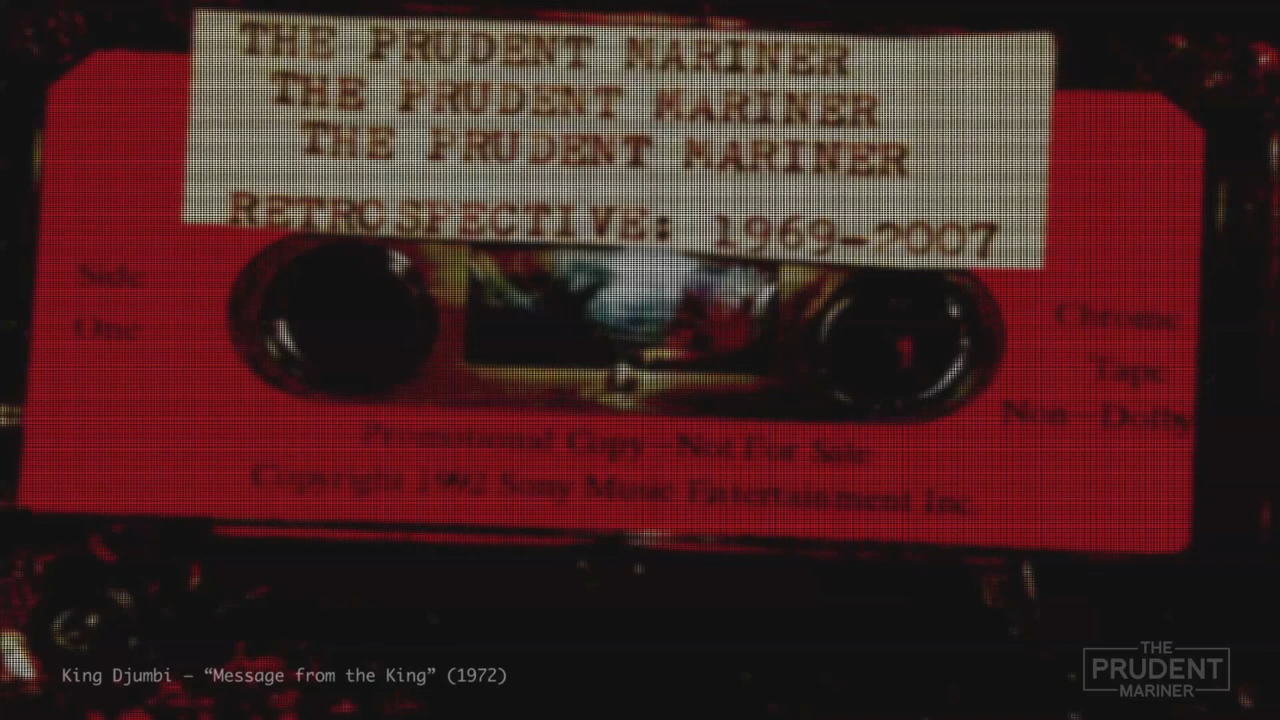 THE PRUDENT MARINER
THE PRUDENT MARINER
THE PRUDENT MARINER
RETROSPECTIVE: 1969-2007
Side
One
Chrome
Tape
Non-Dolby
Promotional Copy—Not For Sale
Copyright 1992 Sony Music Entertainment Inc.
King Djumbi – “Message from the King” (1972)
THE
PRUDENT
MARINER